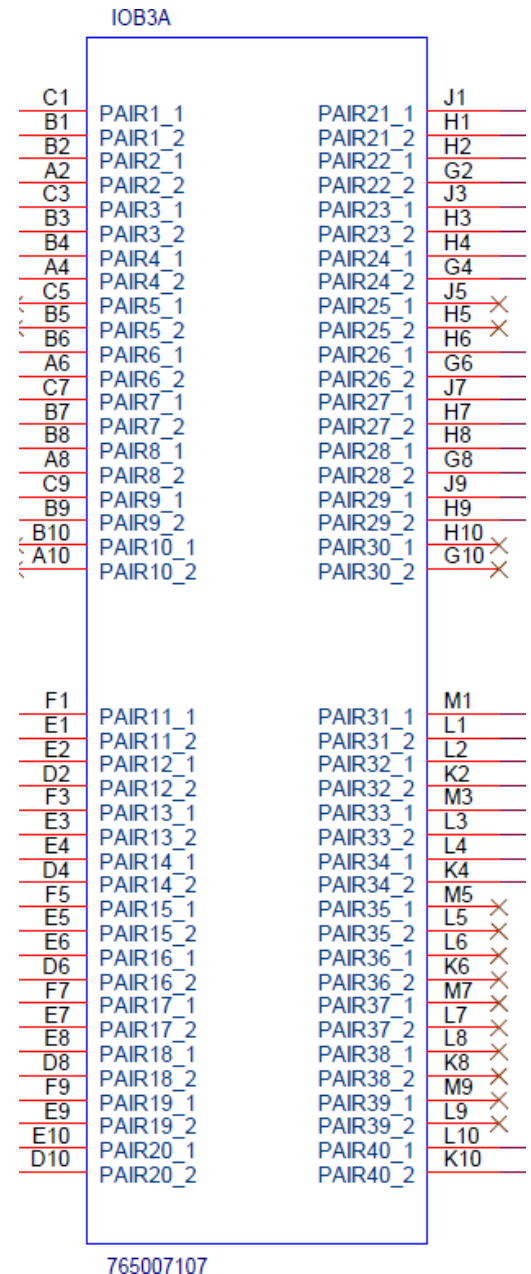 IOB3A
C1 PAIR1_1 PAIR21_1 J1
B1 PAIR1_2 PAIR21_2 H1
B2 PAIR2_1 PAIR22_1 H2
A2 PAIR2_2 PAIR22_2 G2
C3 PAIR3_1 PAIR23_1 J3
B3 PAIR3_2 PAIR23_2 H3
B4 PAIR4_1 PAIR24_1 H4
A4 PAIR4_2 PAIR24_2 G4
C5 PAIR5_1 PAIR25_1 J5
B5 PAIR5_2 PAIR25_2 H5
B6 PAIR6_1 PAIR26_1 H6
A6 PAIR6_2 PAIR26_2 G6
C7 PAIR7_1 PAIR27_1 J7
B7 PAIR7_2 PAIR27_2 H7
B8 PAIR8_1 PAIR28_1 H8
A8 PAIR8_2 PAIR28_2 G8
C9 PAIR9_1 PAIR29_1 J9
B9 PAIR9_2 PAIR29_2 H9
B10 PAIR10_1 PAIR30_1 H10
A10 PAIR10_2 PAIR30_2 G10
F1 PAIR11_1 PAIR31_1 M1
E1 PAIR11_2 PAIR31_2 L1
E2 PAIR12_1 PAIR32_1 L2
D2 PAIR12_2 PAIR32_2 K2
F3 PAIR13_1 PAIR33_1 M3
E3 PAIR13_2 PAIR33_2 L3
E4 PAIR14_1 PAIR34_1 L4
D4 PAIR14_2 PAIR34_2 K4
F5 PAIR15_1 PAIR35_1 M5
E5 PAIR15_2 PAIR35_2 L5
E6 PAIR16_1 PAIR36_1 L6
D6 PAIR16_2 PAIR36_2 K6
F7 PAIR17_1 PAIR37_1 M7
E7 PAIR17_2 PAIR37_2 L7
E8 PAIR18_1 PAIR38_1 L8
D8 PAIR18_2 PAIR38_2 K8
F9 PAIR19_1 PAIR39_1 M9
E9 PAIR19_2 PAIR39_2 L9
E10 PAIR20_1 PAIR40_1 L10
D10 PAIR20_2 PAIR40_2 K10
765007107